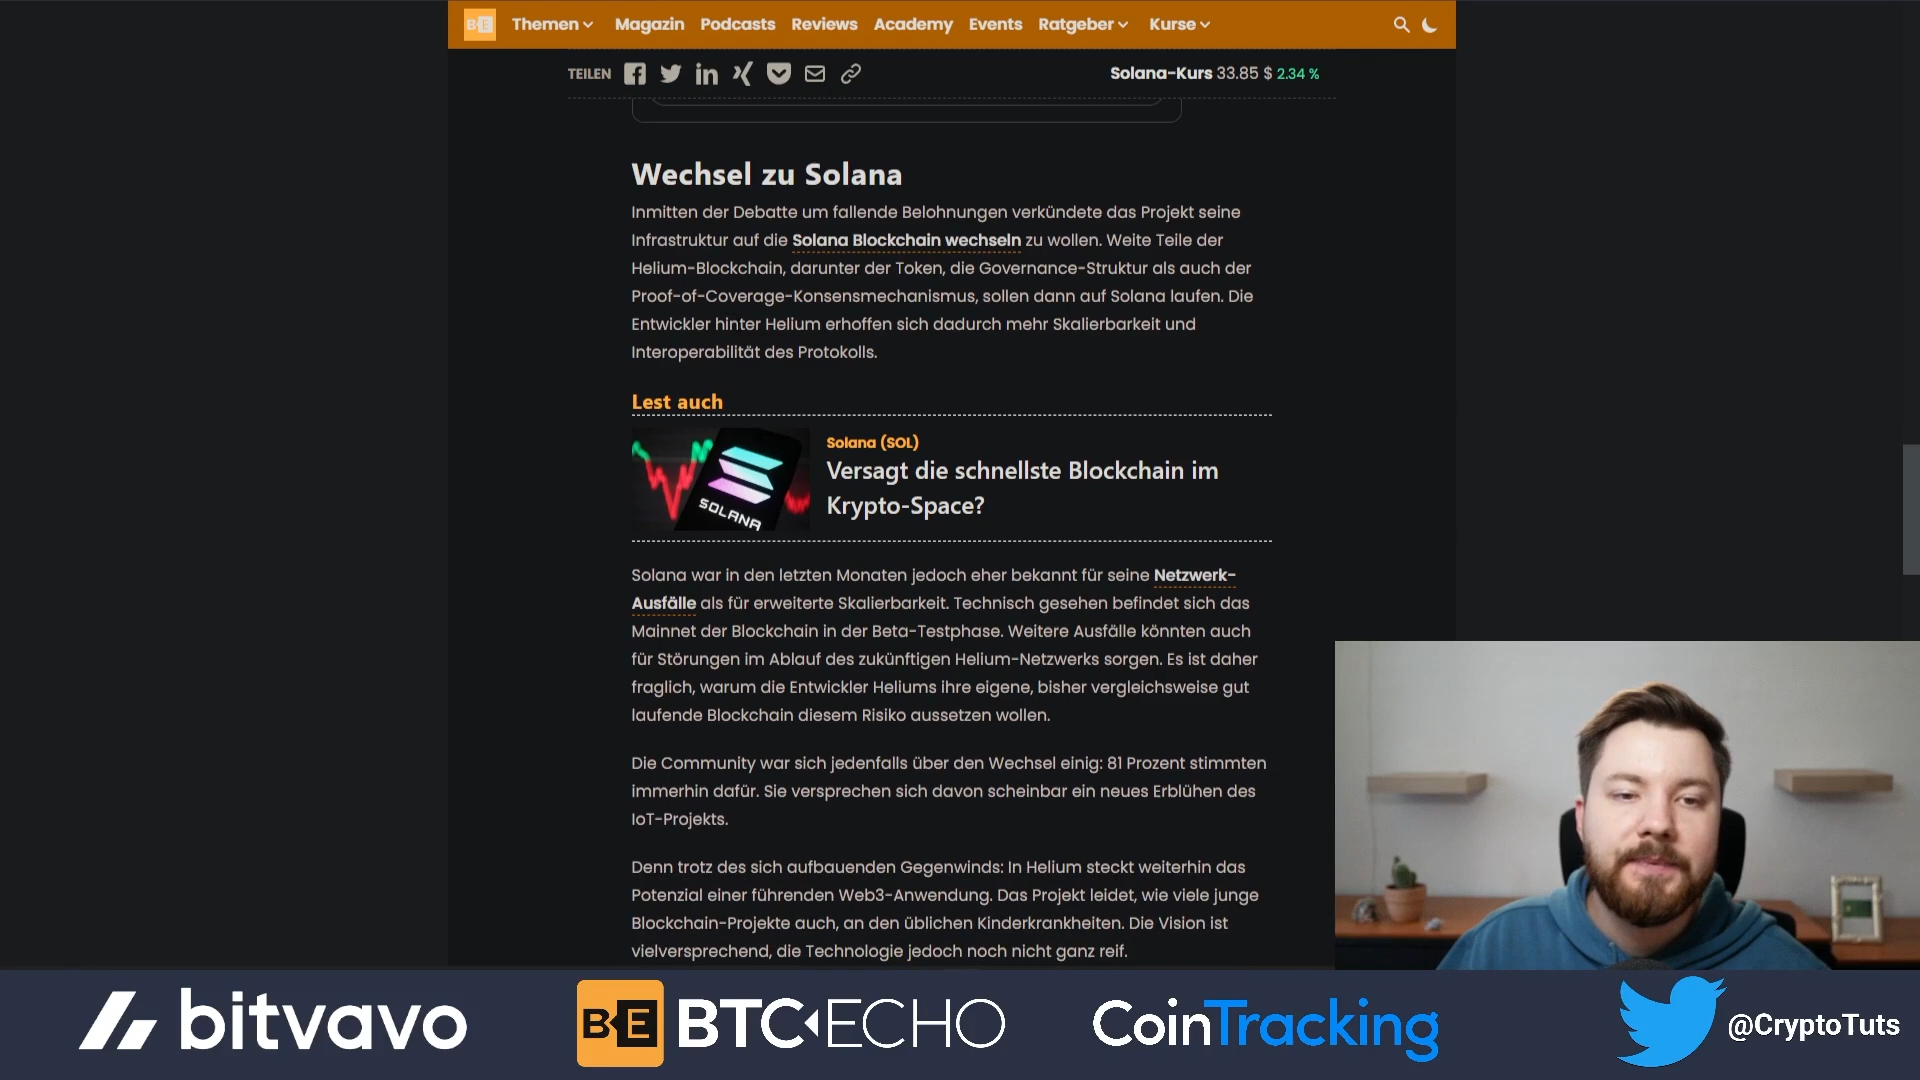 BE Themen Magazin Podcasts Reviews Academy Events Ratgeber Kurse
TEILEN Solana-Kurs 33.85 $ 2.34 %
Wechsel zu Solana
Inmitten der Debatte um fallende Belohnungen verkündete das Projekt seine
Infrastruktur auf die Solana Blockchain wechseln zu wollen. Weite Teile der
Helium-Blockchain, darunter der Token, die Governance-Struktur als auch der
Proof-of-Coverage-Konsensmechanismus, sollen dann auf Solana laufen. Die
Entwickler hinter Helium erhoffen sich dadurch mehr Skalierbarkeit und
Interoperabilität des Protokolls.
Lest auch
SOLANA
Solana (SOL)
Versagt die schnellste Blockchain im
Krypto-Space?
Solana war in den letzten Monaten jedoch eher bekannt für seine Netzwerk-
Ausfälle als für erweiterte Skalierbarkeit. Technisch gesehen befindet sich das
Mainnet der Blockchain in der Beta-Testphase. Weitere Ausfälle könnten auch
für Störungen im Ablauf des zukünftigen Helium-Netzwerks sorgen. Es ist daher
fraglich, warum die Entwickler Heliums ihre eigene, bisher vergleichsweise gut
laufende Blockchain diesem Risiko aussetzen wollen.
Die Community war sich jedenfalls über den Wechsel einig: 81 Prozent stimmten
immerhin dafür. Sie versprechen sich davon scheinbar ein neues Erblühen des
IoT-Projekts.
Denn trotz des sich aufbauenden Gegenwinds: In Helium steckt weiterhin das
Potenzial einer führenden Web3-Anwendung. Das Projekt leidet, wie viele junge
Blockchain-Projekte auch, an den üblichen Kinderkrankheiten. Die Vision ist
vielversprechend, die Technologie jedoch noch nicht ganz reif.
bitvavo BE BTC ECHO CoinTracking @CryptoTuts